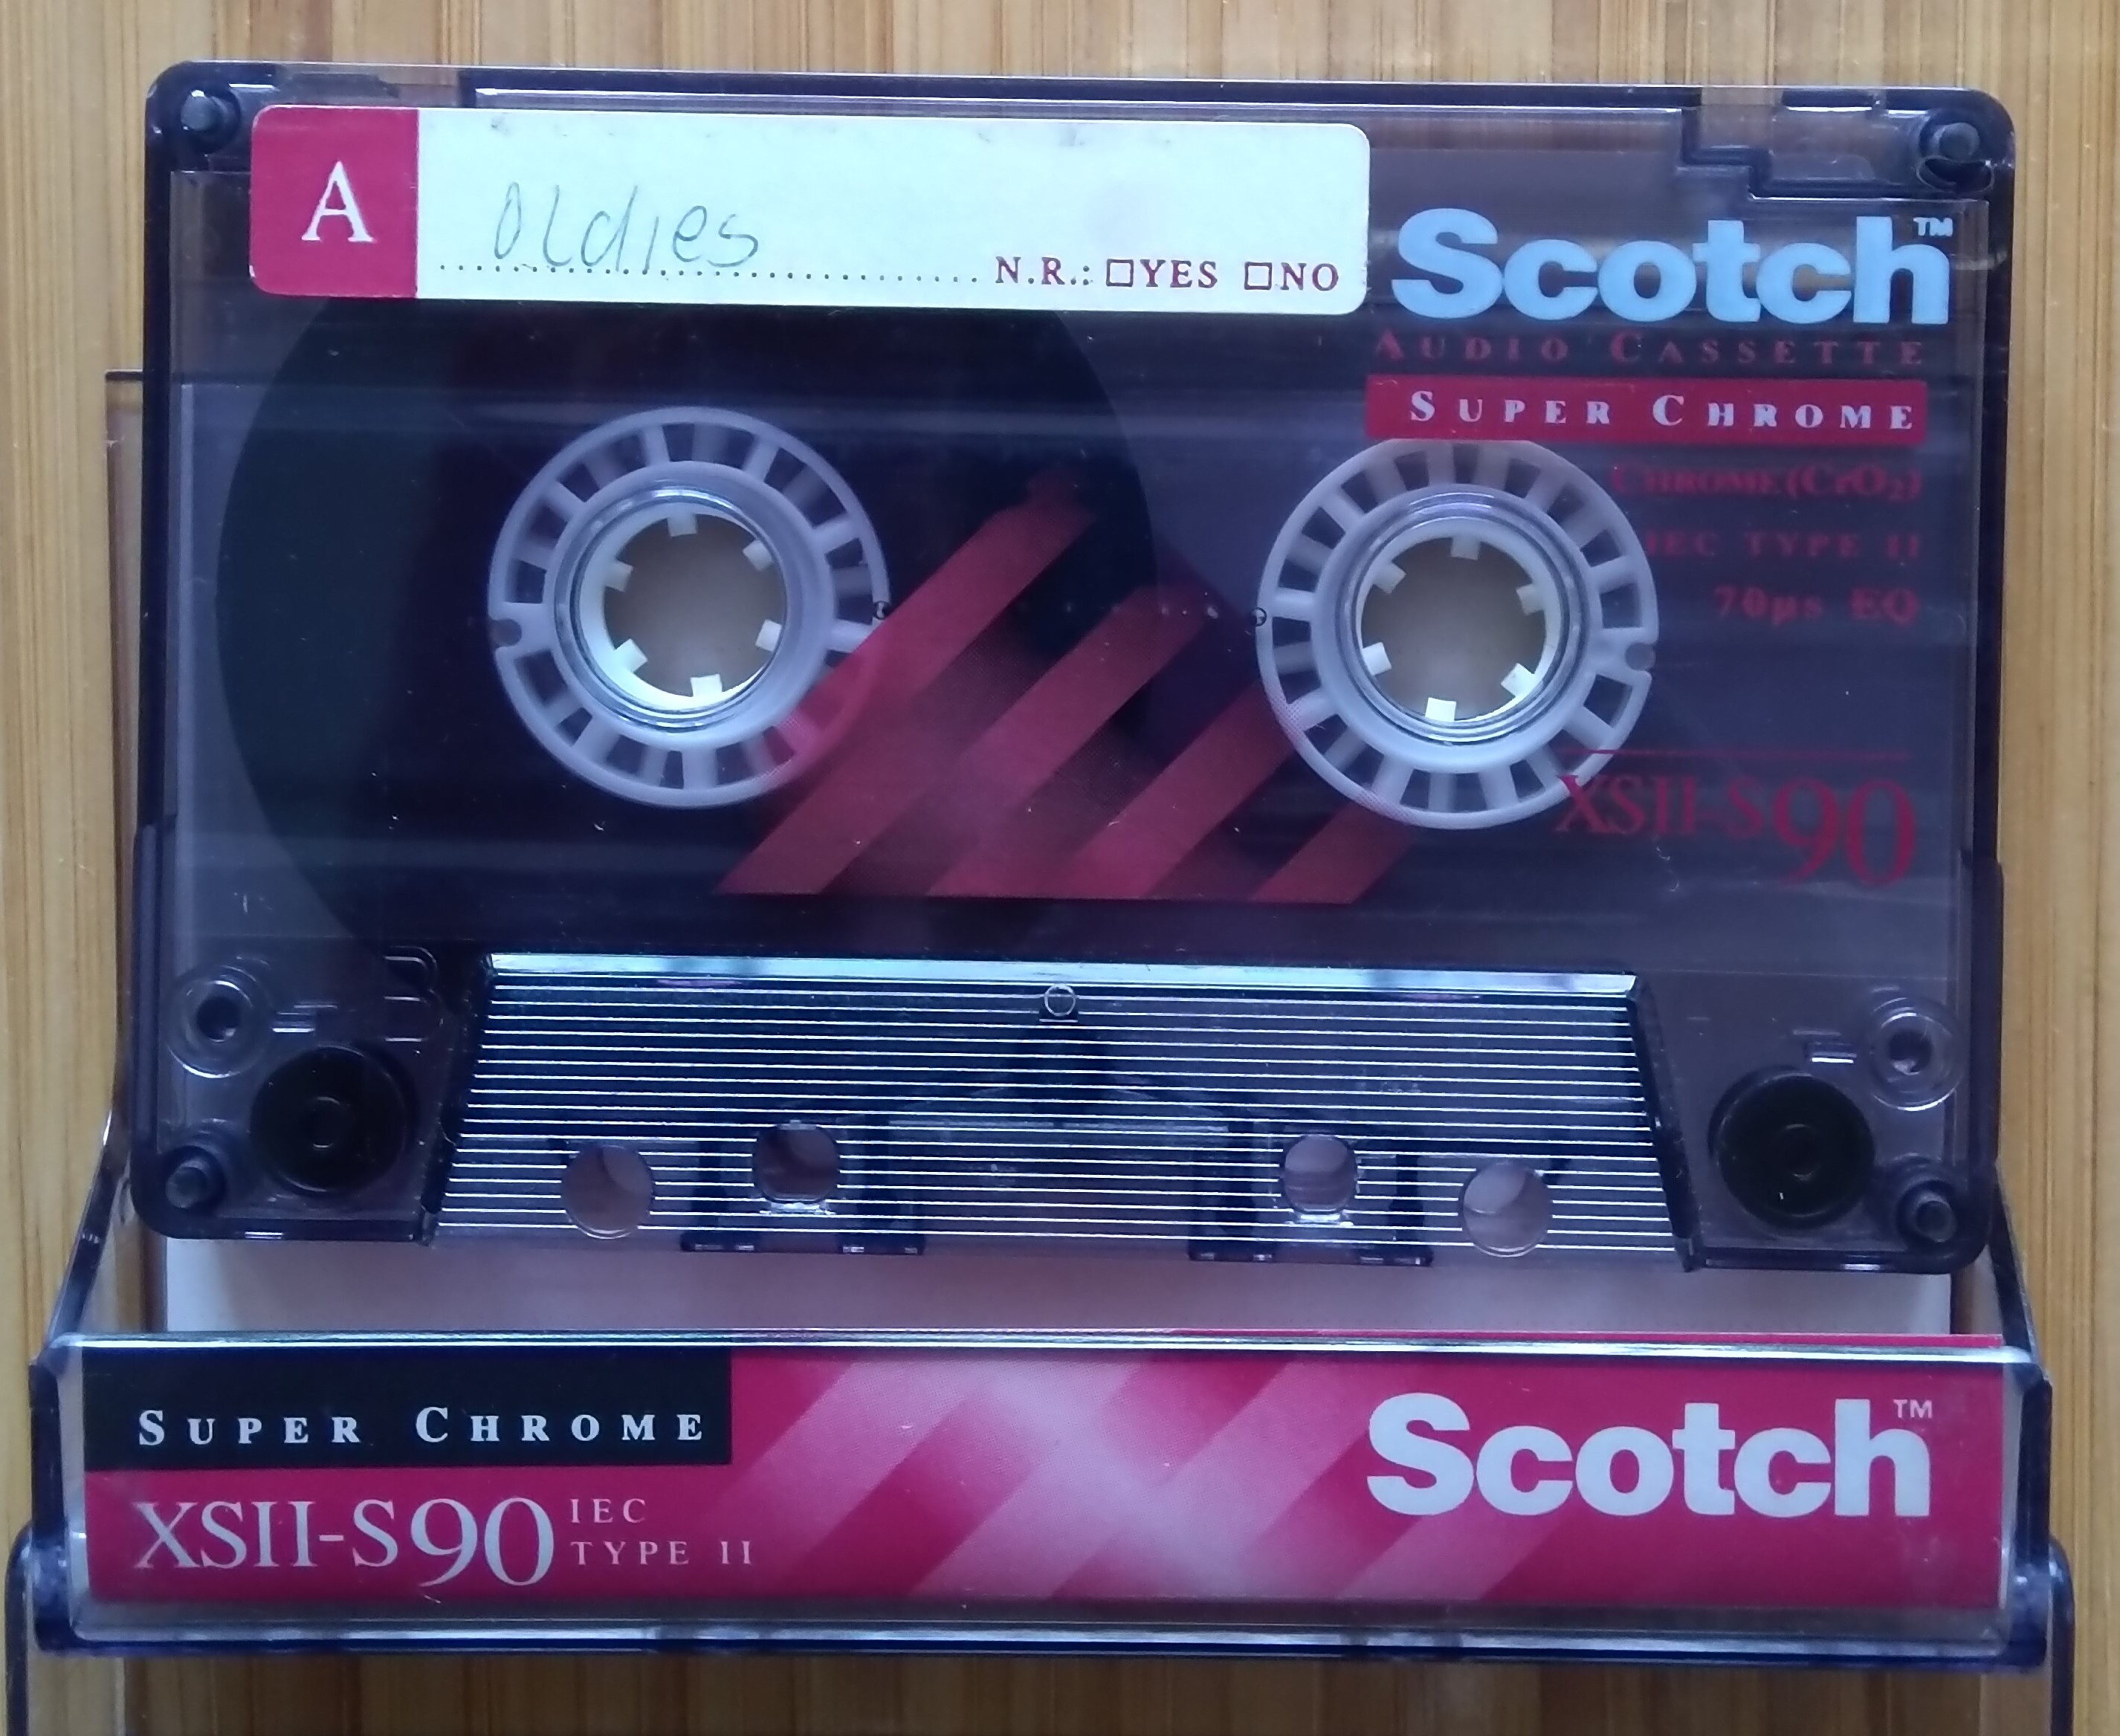 A
Oldies
N.R.: YES NO
Scotch™
AUDIO CASSETTE
SUPER CHROME
CHROME (CrO₂)
IEC TYPE II
70µs EQ
XSII-S90
SUPER CHROME
XSII-S90 IEC
TYPE II
Scotch™